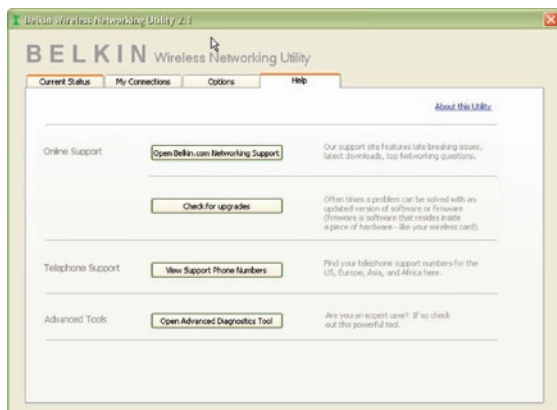 Belkin Wireless Networking Utility 2.1
BELKIN Wireless Networking Utility
Current Status
My Connections
Options
Help
About this Utility
Online Support
Open Belkin.com Networking Support
Our support site features late breaking issues,
latest downloads, top Networking questions.
Check for upgrades
Often times a problem can be solved with an
updated version of software or firmware
(firmware is software that resides inside
a piece of hardware - like your wireless card).
Telephone Support
View Support Phone Numbers
Find your telephone support numbers for the
US, Europe, Asia, and Africa here.
Advanced Tools
Open Advanced Diagnostics Tool
Are you an expert user? If so check
out this powerful tool.